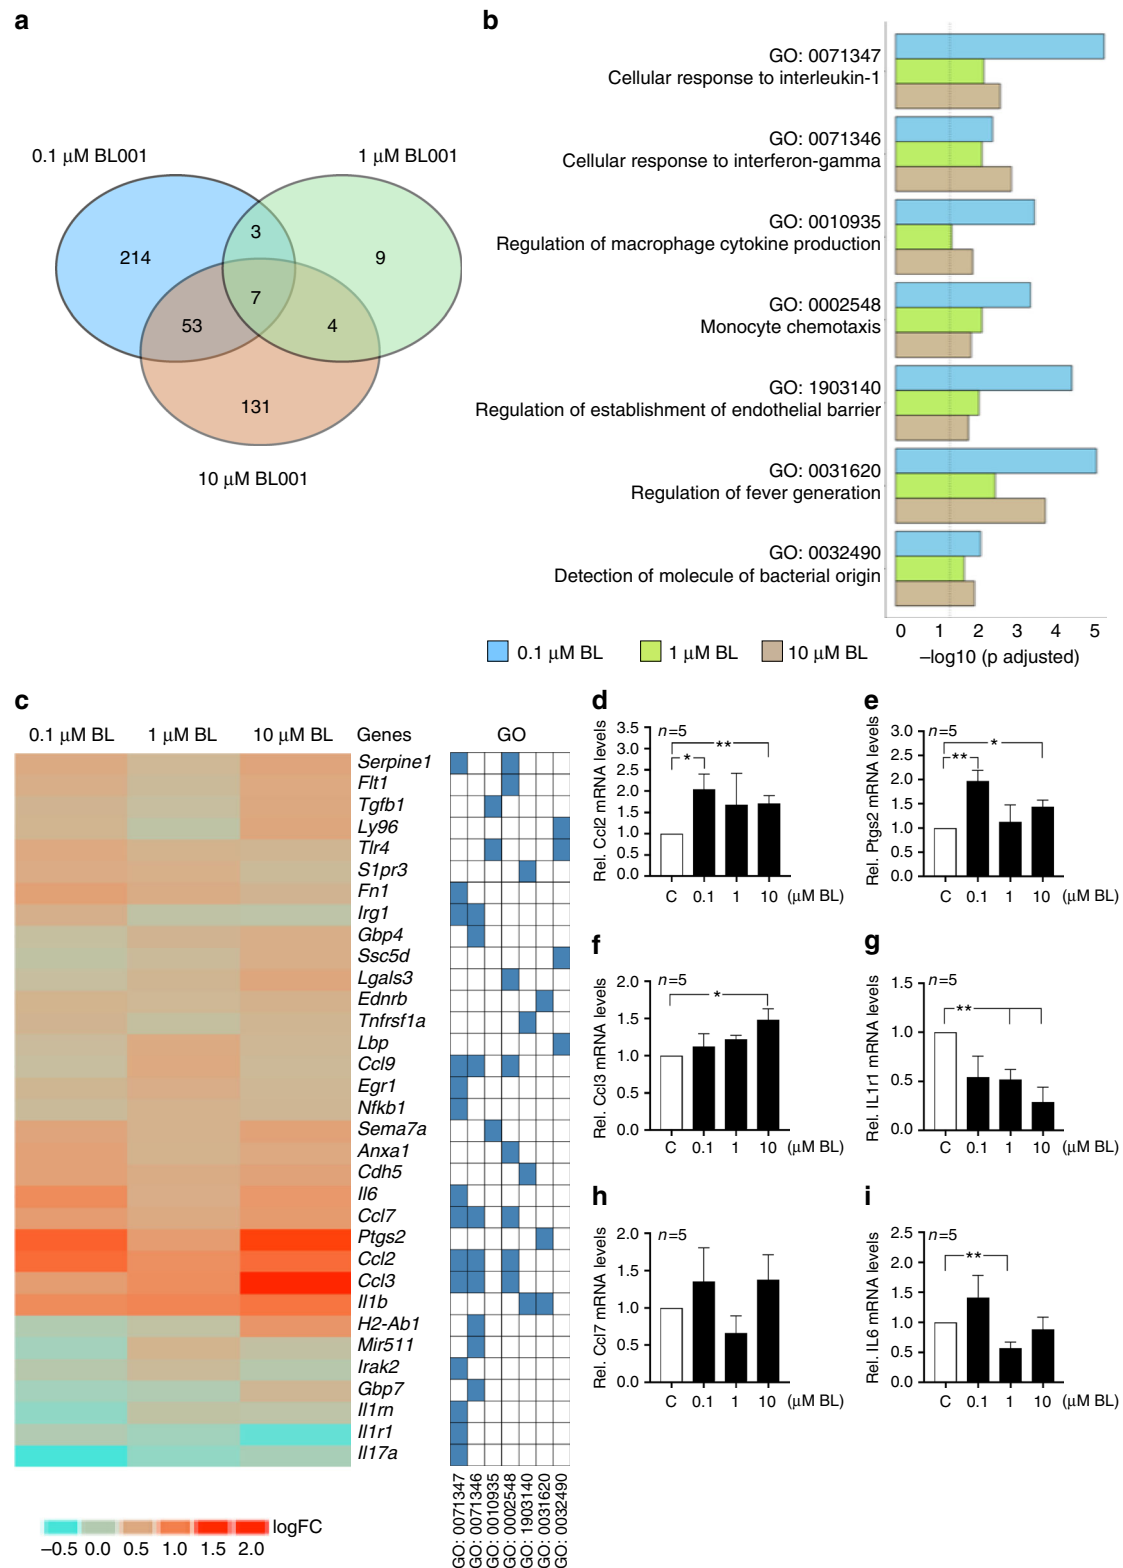 a
0.1 μM BL001
1 μM BL001
214
3
9
7
53
4
131
10 μM BL001
b
GO: 0071347
Cellular response to interleukin-1
GO: 0071346
Cellular response to interferon-gamma
GO: 0010935
Regulation of macrophage cytokine production
GO: 0002548
Monocyte chemotaxis
GO: 1903140
Regulation of establishment of endothelial barrier
GO: 0031620
Regulation of fever generation
GO: 0032490
Detection of molecule of bacterial origin
0 1 2 3 4 5
–log10 (p adjusted)
0.1 μM BL 1 μM BL 10 μM BL
c
0.1 μM BL 1 μM BL 10 μM BL Genes GO
Serpine1
Flt1
Tgfb1
Ly96
Tlr4
S1pr3
Fn1
Irg1
Gbp4
Ssc5d
Lgals3
Ednrb
Tnfrsf1a
Lbp
Ccl9
Egr1
Nfkb1
Sema7a
Anxa1
Cdh5
Il6
Ccl7
Ptgs2
Ccl2
Ccl3
Il1b
H2-Ab1
Mir511
Irak2
Gbp7
Il1rn
Il1r1
Il17a
GO: 0071347
GO: 0071346
GO: 0010935
GO: 0002548
GO: 1903140
GO: 0031620
GO: 0032490
logFC
–0.5 0.0 0.5 1.0 1.5 2.0
d
Rel. Ccl2 mRNA levels
3.5
3.0
2.5
2.0
1.5
1.0
0.5
0.0
n=5
**
*
C 0.1 1 10 (μM BL)
e
Rel. Ptgs2 mRNA levels
3.0
2.5
2.0
1.5
1.0
0.5
0.0
n=5
*
**
C 0.1 1 10 (μM BL)
f
Rel. Ccl3 mRNA levels
2.0
1.5
1.0
0.5
0.0
n=5
*
C 0.1 1 10 (μM BL)
g
Rel. IL1r1 mRNA levels
1.5
1.0
0.5
0.0
n=5
**
C 0.1 1 10 (μM BL)
h
Rel. Ccl7 mRNA levels
2.0
1.5
1.0
0.5
0.0
n=5
C 0.1 1 10 (μM BL)
i
Rel. IL6 mRNA levels
2.5
2.0
1.5
1.0
0.5
0.0
n=5
**
C 0.1 1 10 (μM BL)